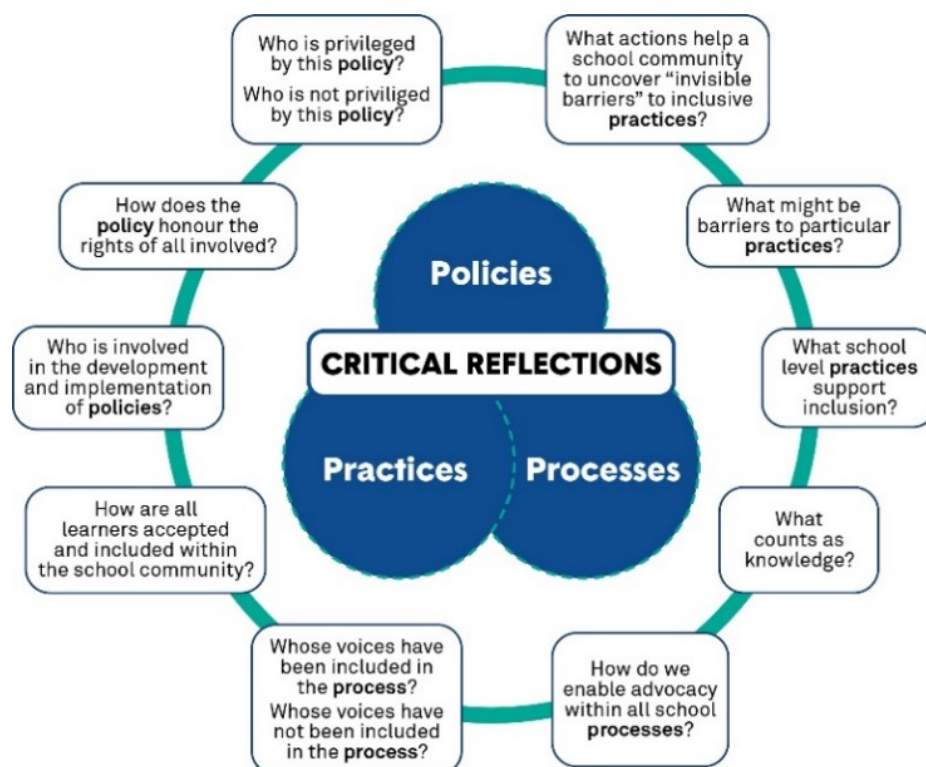 Who is privileged
by this policy?
Who is not priviliged
by this policy?
What actions help a
school community
to uncover “invisible
barriers” to inclusive
practices?
How does the
policy honour the
rights of all involved?
What might be
barriers to particular
practices?
Policies
CRITICAL REFLECTIONS
Practices
Processes
Who is involved
in the development
and implementation
of policies?
What school
level practices
support
inclusion?
How are all
learners accepted
and included within
the school community?
What
counts as
knowledge?
Whose voices have
been included in
the process?
Whose voices have
not been included
in the process?
How do we
enable advocacy
within all school
processes?